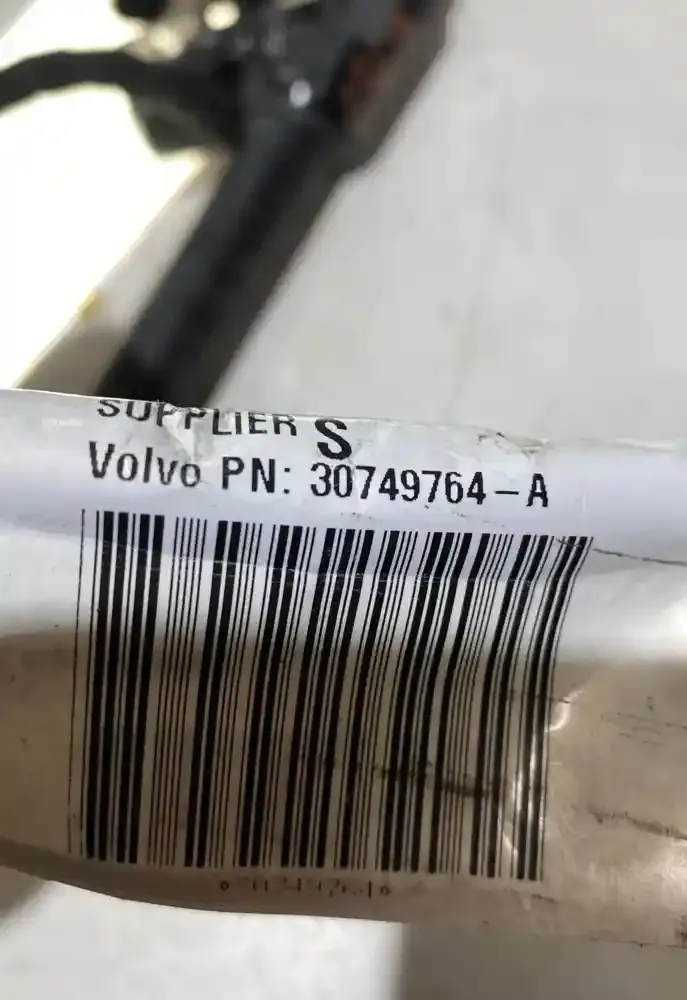 SUPPLIER S
Volvo PN: 30749764-A